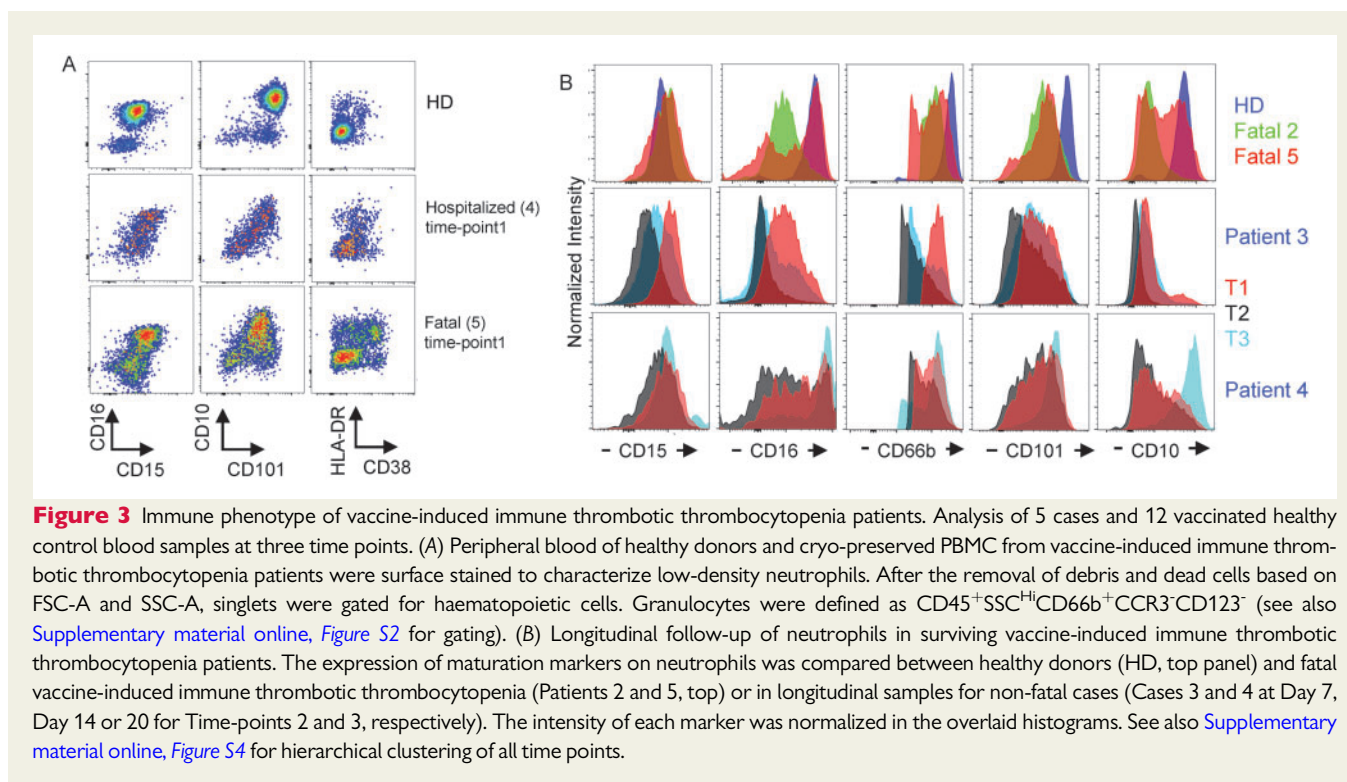 A
HD
Hospitalized (4)
time-point1
Fatal (5)
time-point1
CD16
CD15
CD10
CD101
HLA-DR
CD38
B
Normalized Intensity
HD
Fatal 2
Fatal 5
Patient 3
T1
T2
T3
Patient 4
- CD15
- CD16
- CD66b
- CD101
- CD10
Figure 3 Immune phenotype of vaccine-induced immune thrombotic thrombocytopenia patients. Analysis of 5 cases and 12 vaccinated healthy
control blood samples at three time points. (A) Peripheral blood of healthy donors and cryo-preserved PBMC from vaccine-induced immune throm-
botic thrombocytopenia patients were surface stained to characterize low-density neutrophils. After the removal of debris and dead cells based on
FSC-A and SSC-A, singlets were gated for haematopoietic cells. Granulocytes were defined as CD45⁺SSCᴴⁱCD66b⁺CCR3⁻CD123⁻ (see also
Supplementary material online, Figure S2 for gating). (B) Longitudinal follow-up of neutrophils in surviving vaccine-induced immune thrombotic
thrombocytopenia patients. The expression of maturation markers on neutrophils was compared between healthy donors (HD, top panel) and fatal
vaccine-induced immune thrombotic thrombocytopenia (Patients 2 and 5, top) or in longitudinal samples for non-fatal cases (Cases 3 and 4 at Day 7,
Day 14 or 20 for Time-points 2 and 3, respectively). The intensity of each marker was normalized in the overlaid histograms. See also Supplementary
material online, Figure S4 for hierarchical clustering of all time points.